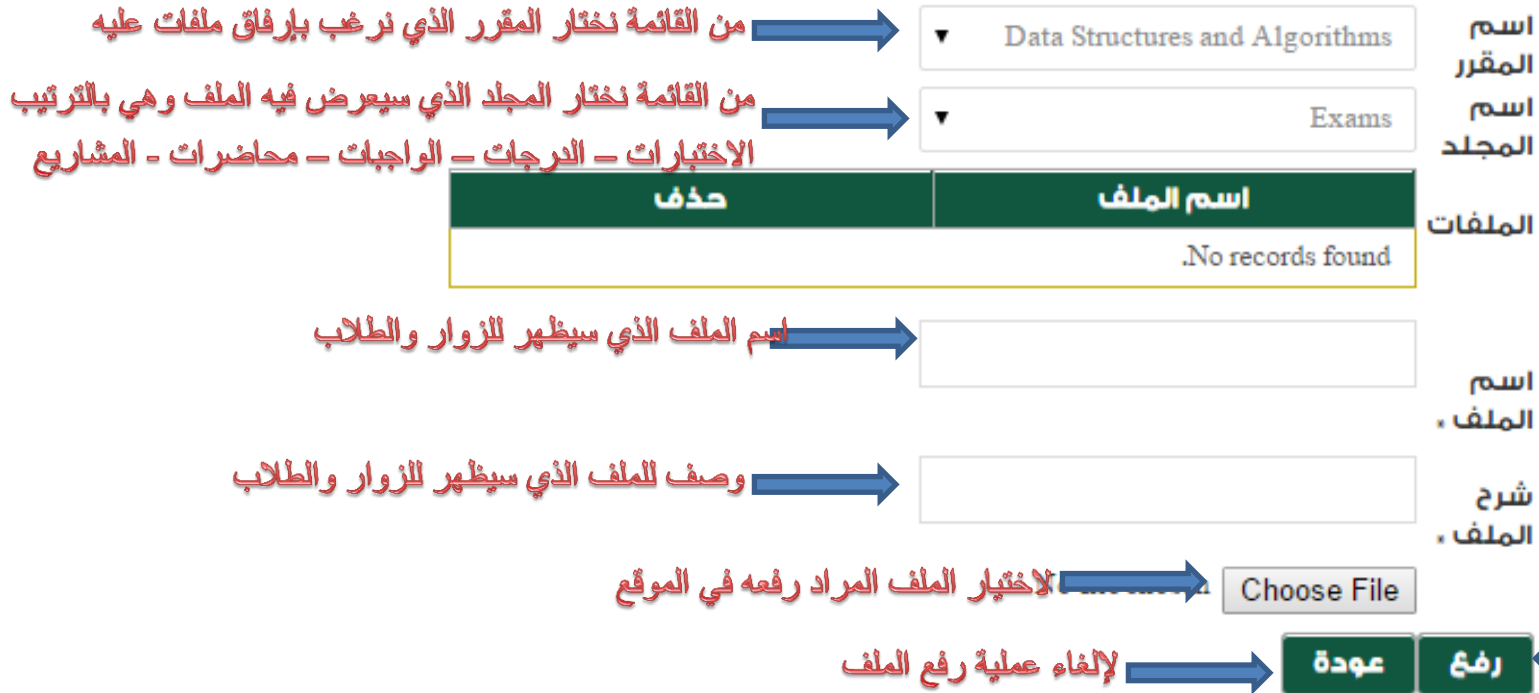 اسم المقرر
Data Structures and Algorithms
من القائمة نختار المقرر الذي نرغب بإرفاق ملفات عليه
اسم المجلد
Exams
من القائمة نختار المجلد الذي سيعرض فيه الملف وهي بالترتيب
الاختبارات – الدرجات – الواجبات – محاضرات - المشاريع
الملفات
اسم الملف
حذف
No records found.
اسم الملف *
اسم الملف الذي سيظهر للزوار والطلاب
شرح الملف *
وصف للملف الذي سيظهر للزوار والطلاب
Choose File
لاختيار الملف المراد رفعه في الموقع
رفع
عودة
لإلغاء عملية رفع الملف